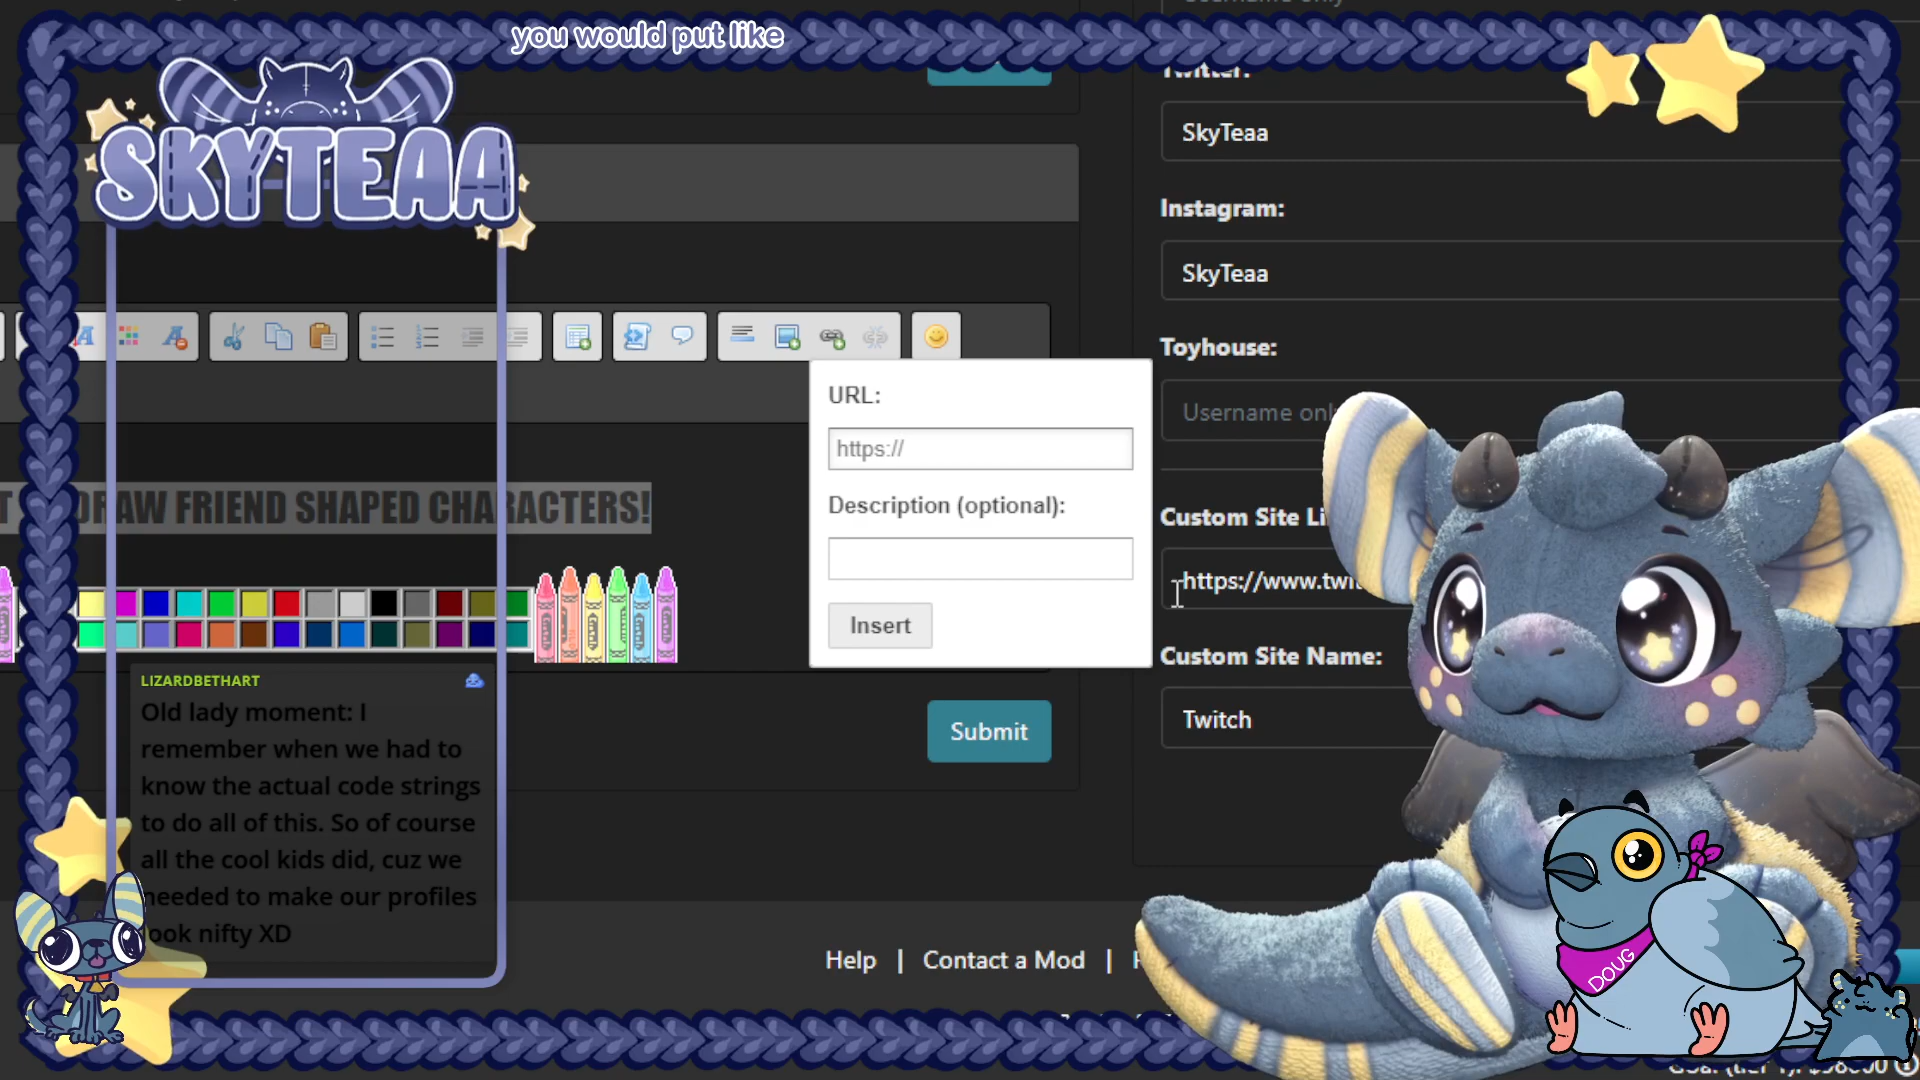 you would put like
SKYTEAA
Twitter:
SkyTeaa
Instagram:
SkyTeaa
Toyhouse:
Username only
URL:
https://
Description (optional):
Insert
DRAW FRIEND SHAPED CHARACTERS!
Custom Site Li
https://www.twi
Custom Site Name:
Twitch
Submit
LIZARDBETHART
Old lady moment: I
remember when we had to
know the actual code strings
to do all of this. So of course
all the cool kids did, cuz we
needed to make our profiles
look nifty XD
Help | Contact a Mod |
DOUG